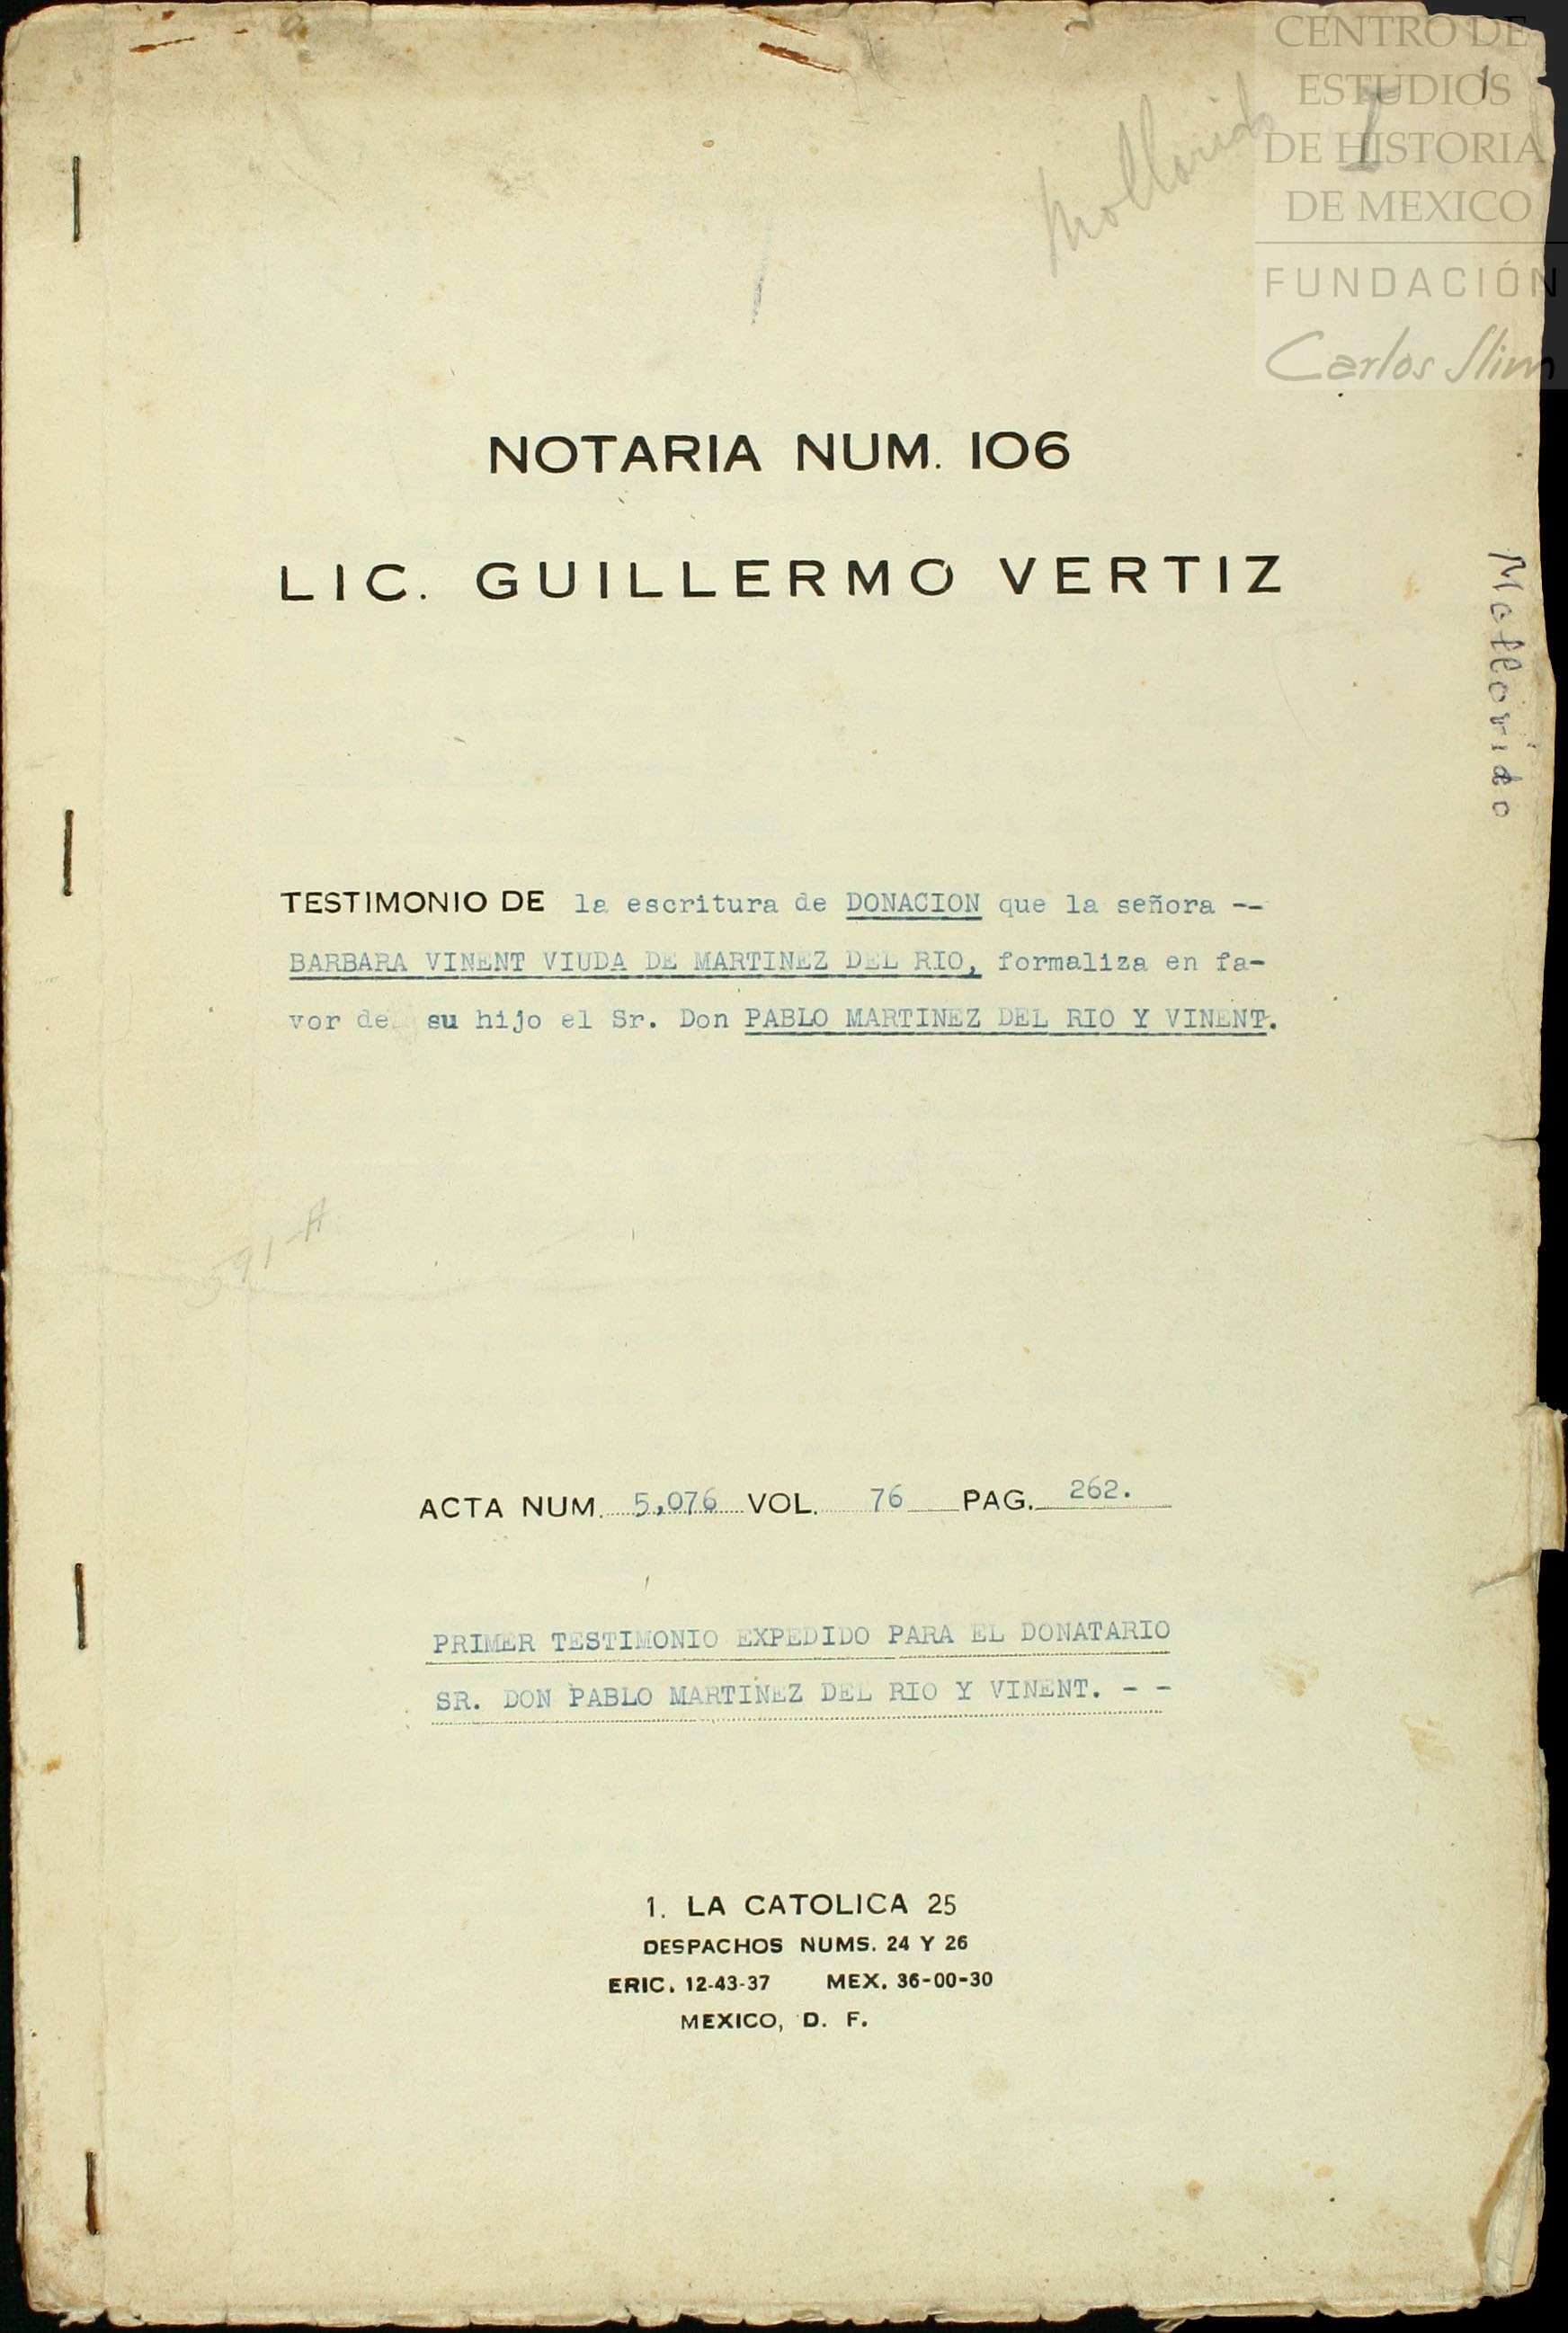 CENTRO DE
ESTUDIOS
DE HISTORIA
DE MEXICO
FUNDACIÓN
Carlos Slim
Mollorido
I
NOTARIA NUM. 106
LIC. GUILLERMO VERTIZ
Mollorido
TESTIMONIO DE la escritura de DONACION que la señora --
BARBARA VINENT VIUDA DE MARTINEZ DEL RIO, formaliza en fa-
vor de su hijo el Sr. Don PABLO MARTINEZ DEL RIO Y VINENT.
591-A
ACTA NUM. 5,076 VOL. 76 PAG. 262.
PRIMER TESTIMONIO EXPEDIDO PARA EL DONATARIO
SR. DON PABLO MARTINEZ DEL RIO Y VINENT. - -
1. LA CATOLICA 25
DESPACHOS NUMS. 24 Y 26
ERIC. 12-43-37 MEX. 36-00-30
MEXICO, D. F.